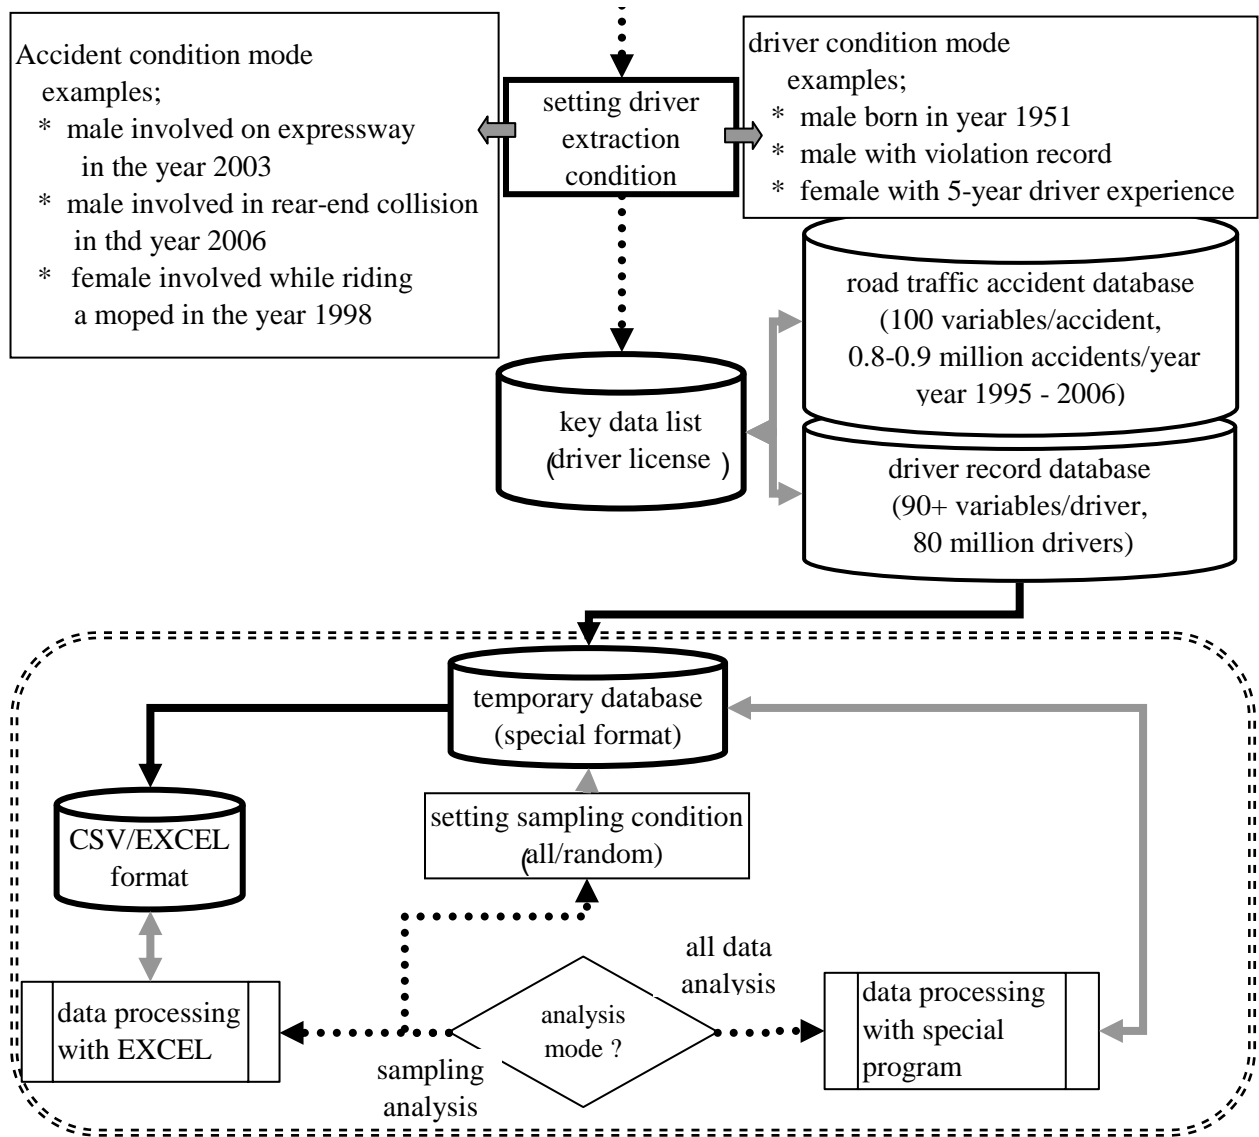 Accident condition mode
examples;
* male involved on expressway
in the year 2003
* male involved in rear-end collision
in thd year 2006
* female involved while riding
a moped in the year 1998
setting driver
extraction
condition
driver condition mode
examples;
* male born in year 1951
* male with violation record
* female with 5-year driver experience
road traffic accident database
(100 variables/accident,
0.8-0.9 million accidents/year
year 1995 - 2006)
key data list
(driver license)
driver record database
(90+ variables/driver,
80 million drivers)
temporary database
(special format)
CSV/EXCEL
format
setting sampling condition
(all/random)
all data
analysis
data processing
with EXCEL
analysis
mode ?
data processing
with special
program
sampling
analysis